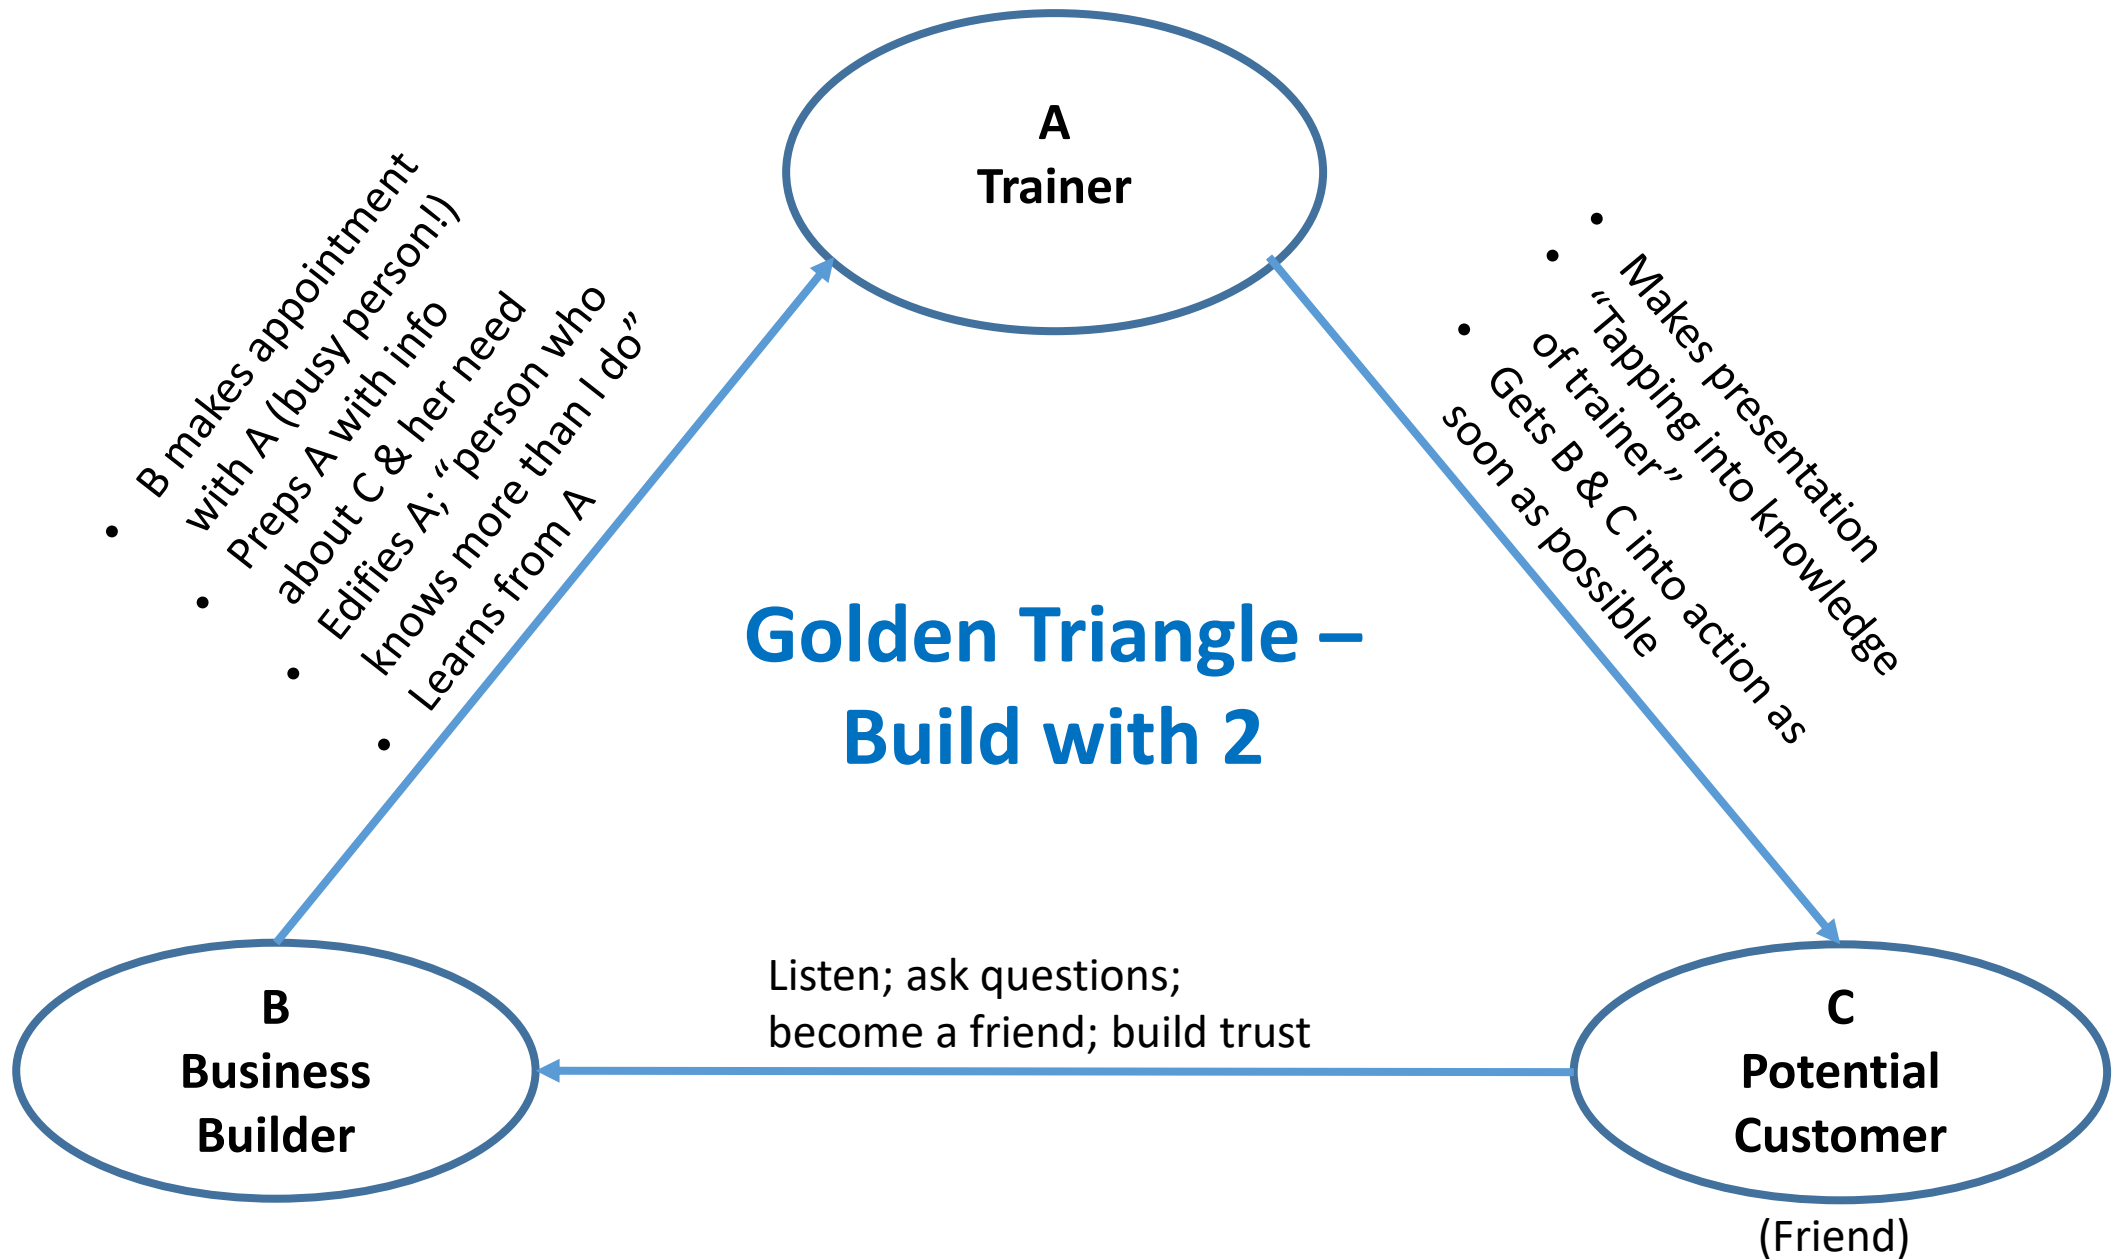 A
Trainer
• B makes appointment
with A (busy person!)
• Preps A with info
about C & her need
• Edifies A; “person who
knows more than I do”
• Learns from A
• Makes presentation
• “Tapping into knowledge
of trainer”
• Gets B & C into action as
soon as possible
Golden Triangle –
Build with 2
Listen; ask questions;
become a friend; build trust
B
Business
Builder
C
Potential
Customer
(Friend)